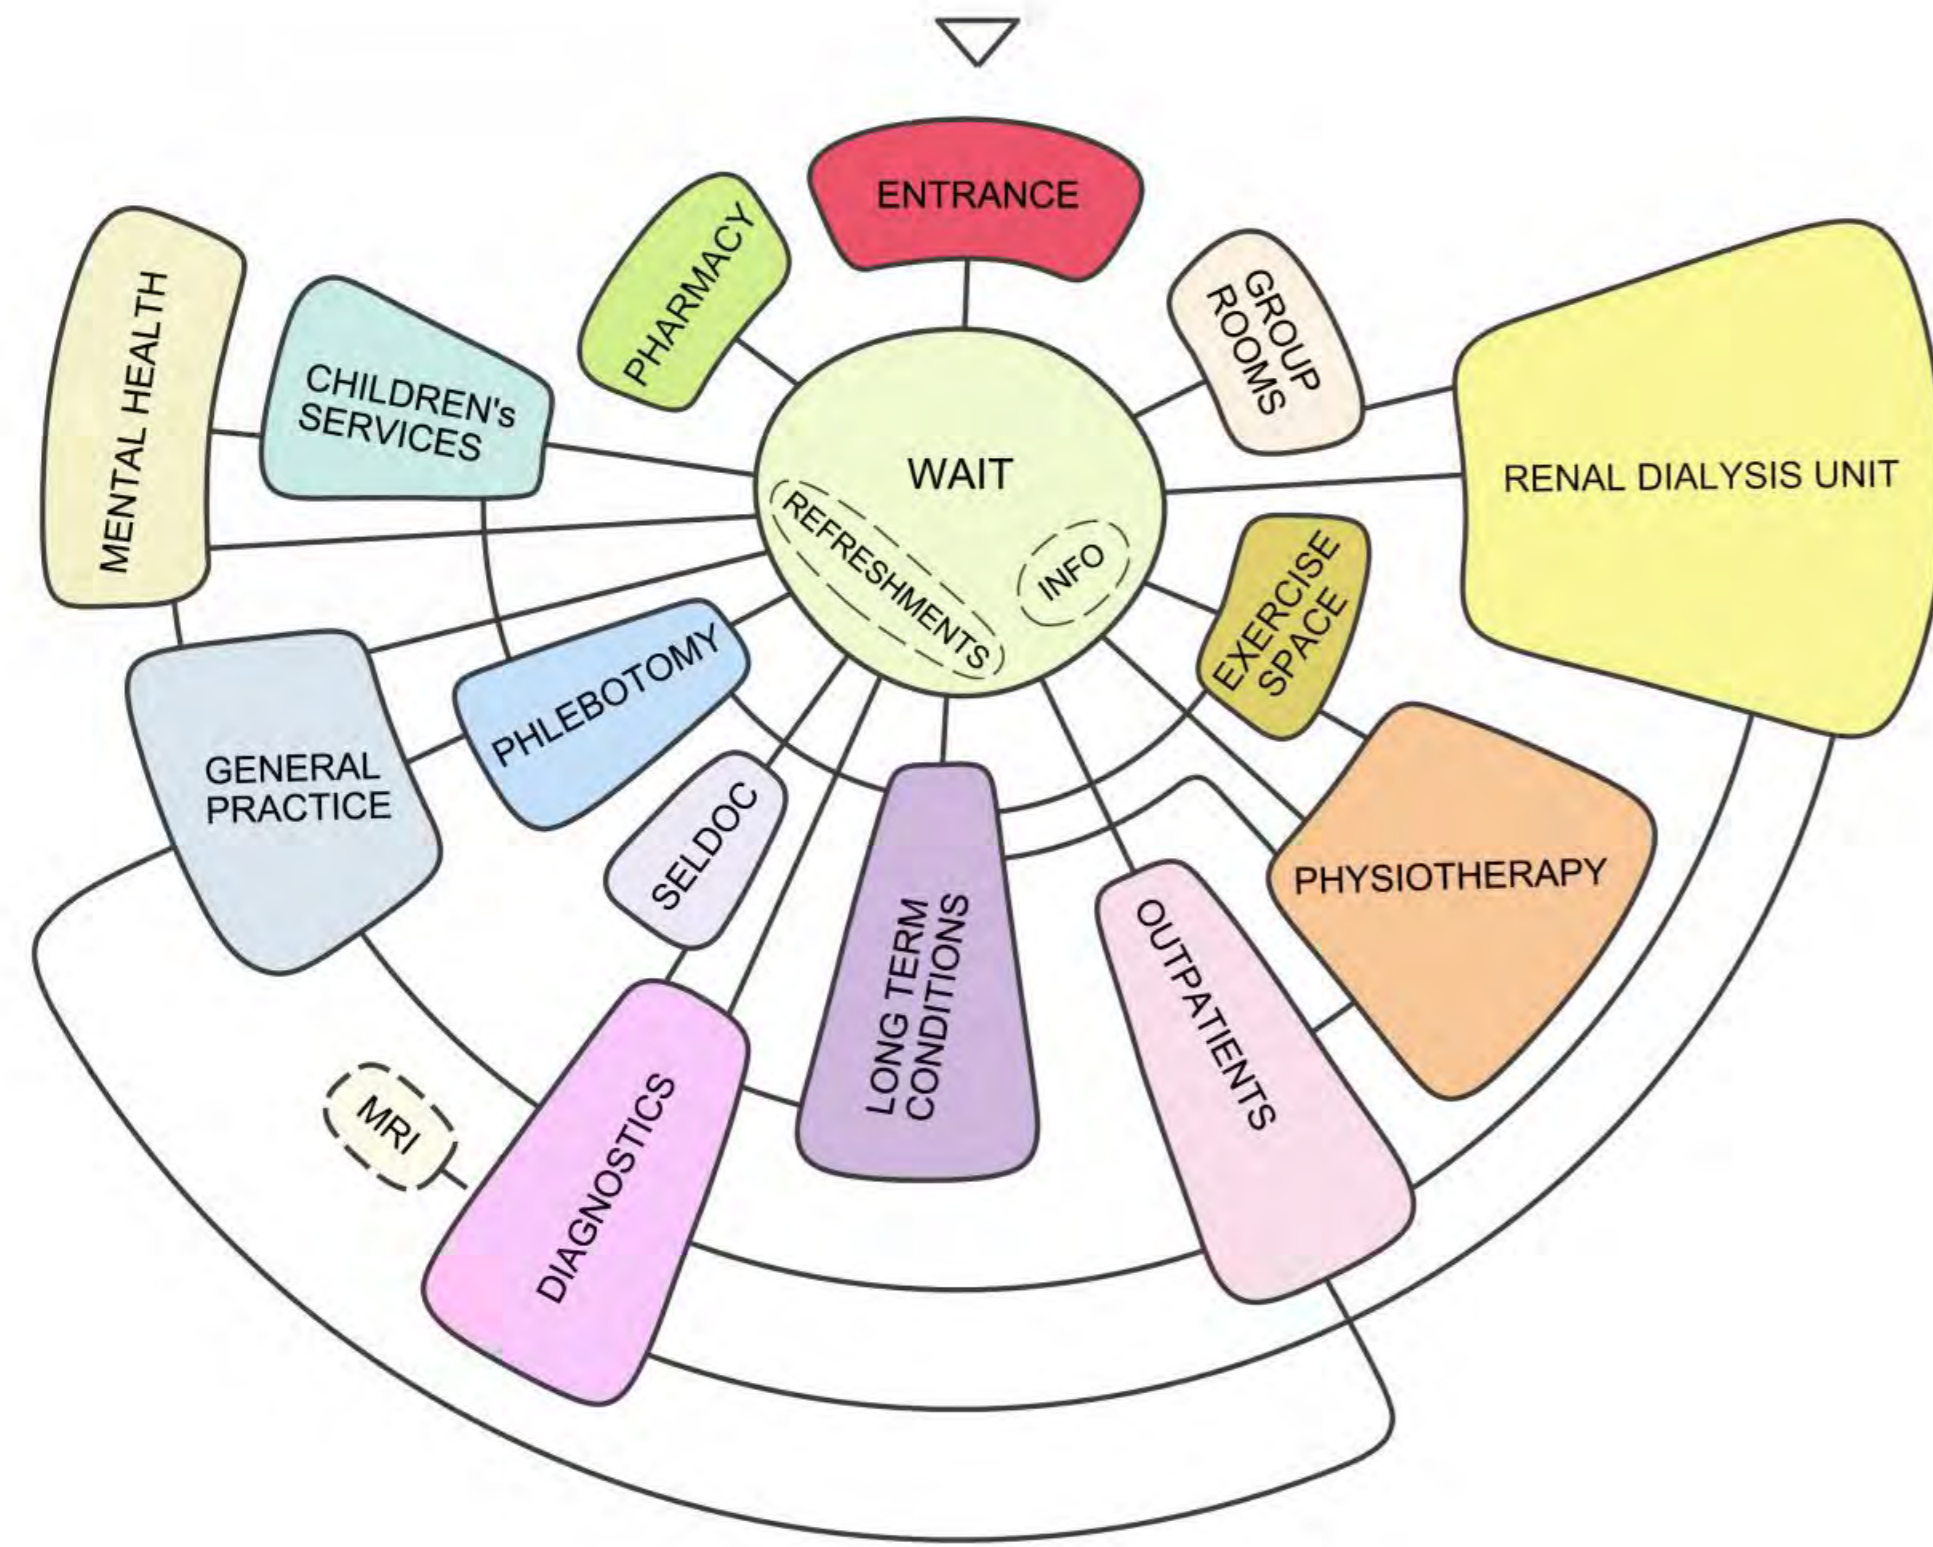 ENTRANCE
PHARMACY
GROUP
ROOMS
MENTAL HEALTH
CHILDREN's
SERVICES
WAIT
REFRESHMENTS
INFO
RENAL DIALYSIS UNIT
EXERCISE
SPACE
PHLEBOTOMY
GENERAL
PRACTICE
SELDOC
LONG TERM
CONDITIONS
PHYSIOTHERAPY
OUTPATIENTS
MRI
DIAGNOSTICS